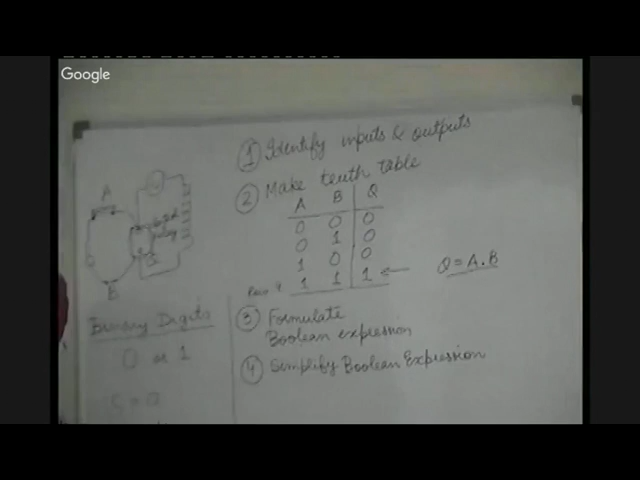 Google
A
B
Binary Digits
0 or 1
S = 0
① Identify inputs & outputs
② Make truth table
A B Q
0 0 0
0 1 0
1 0 0
1 1 1
Q = A.B
③ Formulate
Boolean expression
④ Simplify Boolean Expression